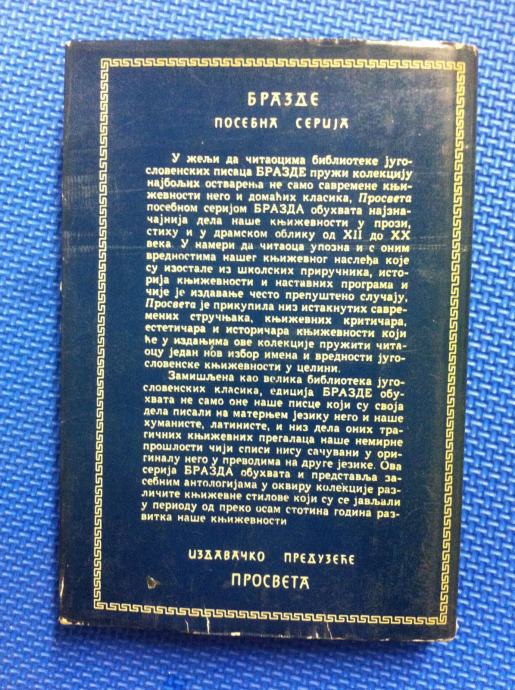 БРАЗДЕ
ПОСЕБНА СЕРИЈА
У жељи да читаоцима библиотеке југо-
словенских писаца БРАЗДЕ пружи колекцију
најбољих остварења не само савремене књи-
жевности него и домаћих класика, Просвета
посебном серијом БРАЗДА обухвата најзна-
чајнија дела наше књижевности у прози,
стиху и у драмском облику од XII до XX
века. У намери да читаоца упозна и с оним
вредностима нашег књижевног наслеђа које
су изостале из школских приручника, исто-
рија књижевности и наставних програма и
чије је издавање често препуштено случају,
Просвета је прикупила низ истакнутих савре-
мених стручњака, књижевних критичара,
естетичара и историчара књижевности који
ће у издањима ове колекције пружити чита-
оцу један нов избор имена и вредности југо-
словенске књижевности у целини.
Замишљена као велика библиотека југо-
словенских класика, едиција БРАЗДЕ обу-
хвата не само оне наше писце који су своја
дела писали на матерњем језику него и наше
хуманисте, латинисте, и низ дела оних тра-
гичних књижевних прегалаца наше немирне
прошлости чији списи нису сачувани у ори-
гиналу него у преводима на друге језике. Ова
серија БРАЗДА обухвата и представља за-
себним антологијама у оквиру колекције раз-
личите књижевне стилове који су се јављали
у периоду од преко осам стотина година раз-
витка наше књижевности
ИЗДАВАЧКО ПРЕДУЗЕЋЕ
ПРОСВЕТА